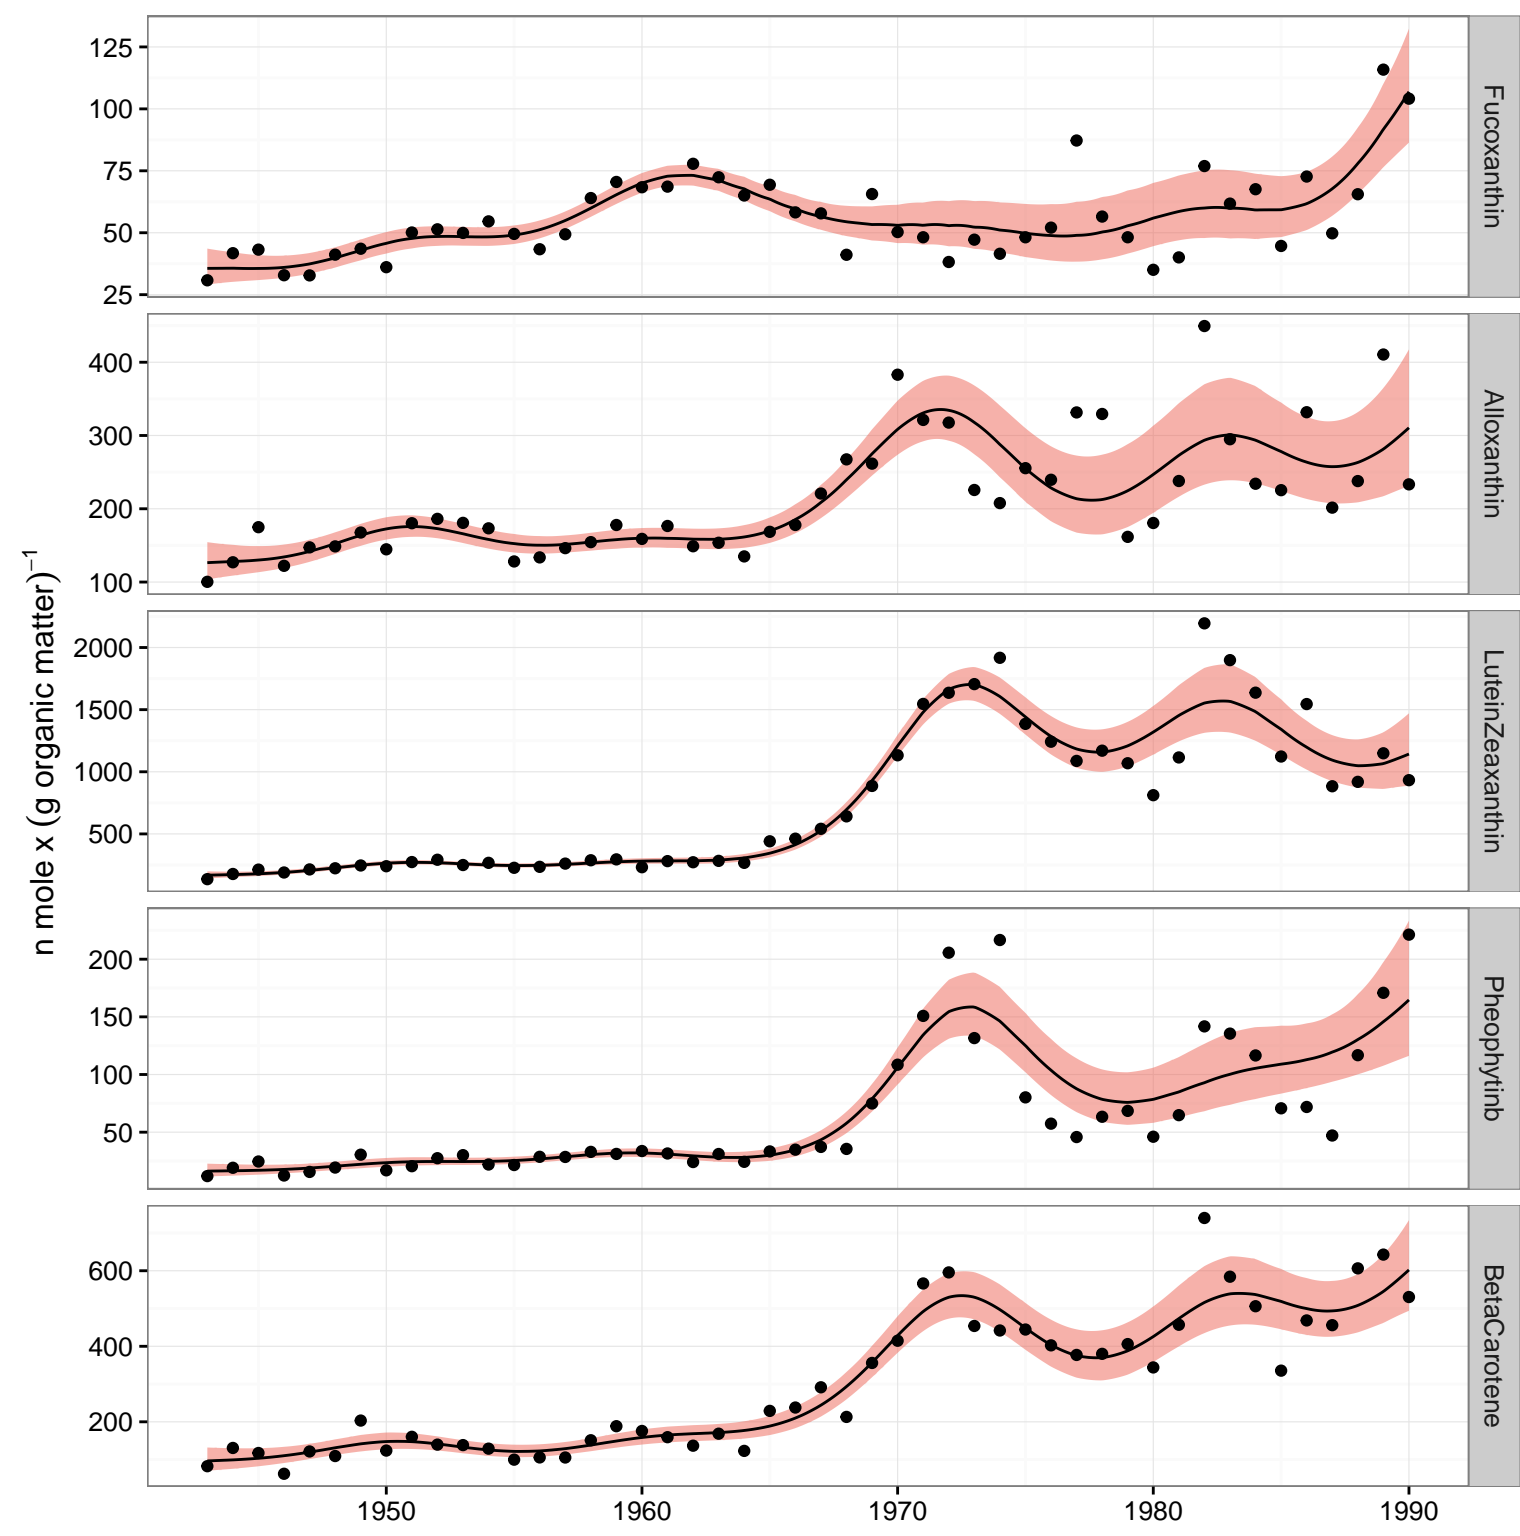 n mole x (g organic matter)⁻¹
125
100
75
50
25
Fucoxanthin
400
300
200
100
Alloxanthin
2000
1500
1000
500
LuteinZeaxanthin
200
150
100
50
Pheophytinb
600
400
200
BetaCarotene
1950 1960 1970 1980 1990